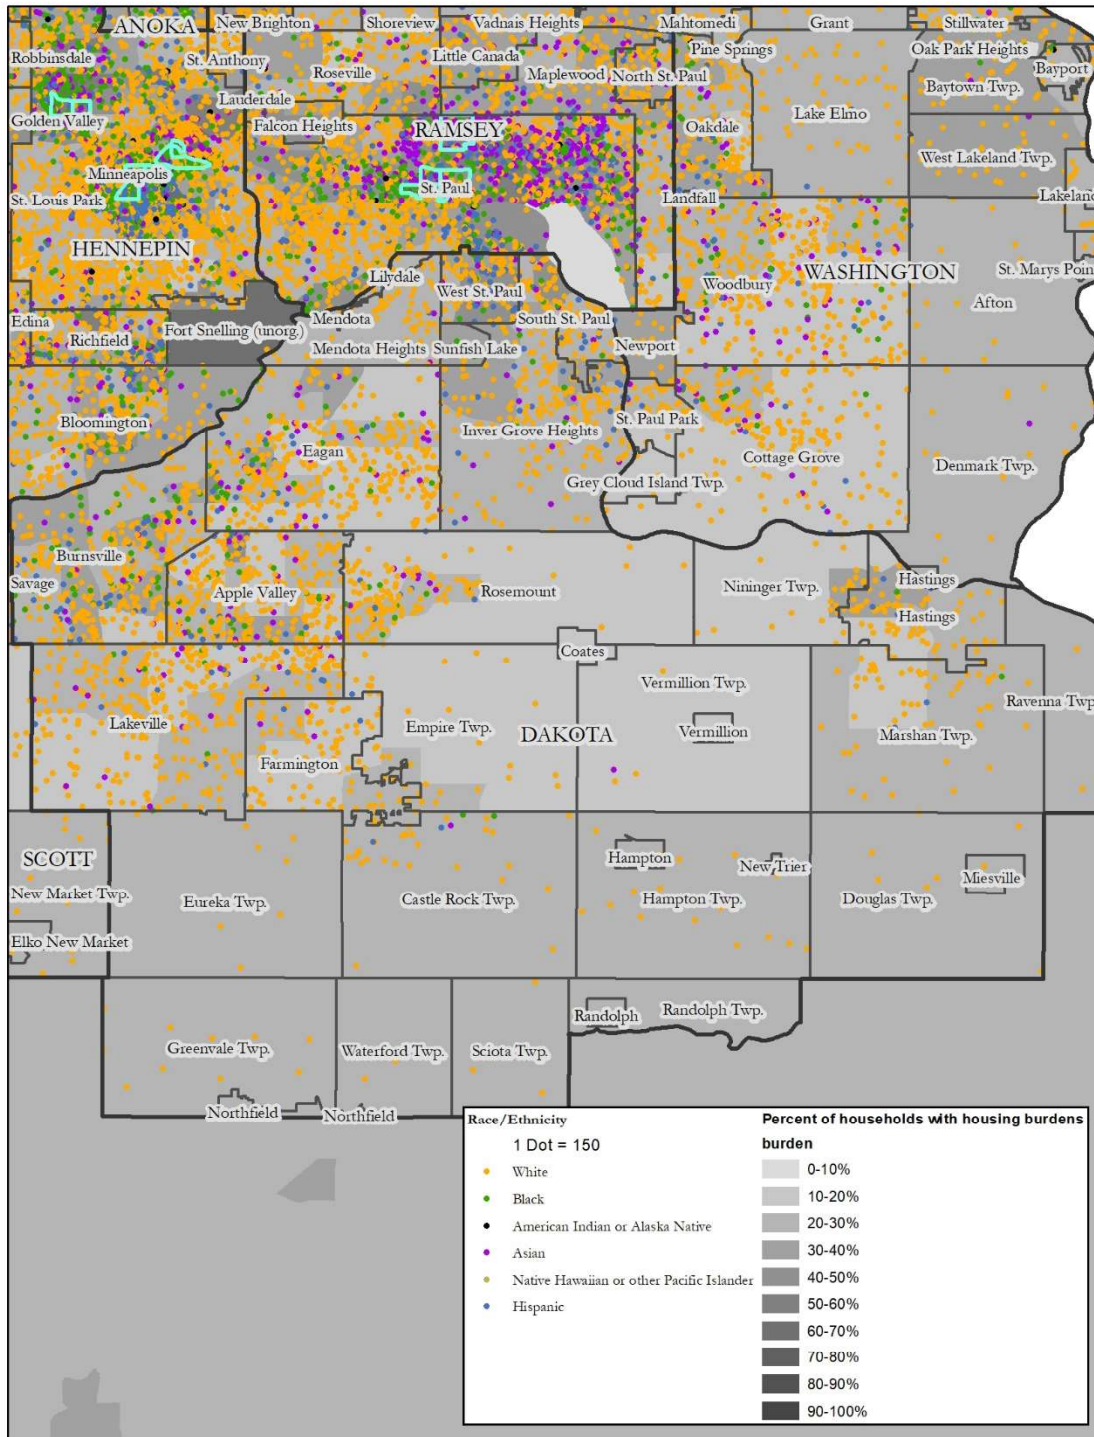 ANOKA
New Brighton
Shoreview
Vadnais Heights
Mahtomedi
Grant
Stillwater
Robbinsdale
St. Anthony
Roseville
Little Canada
Maplewood
North St. Paul
Pine Springs
Oak Park Heights
Bayport
Baytown Twp.
Golden Valley
Lauderdale
Falcon Heights
RAMSEY
Oakdale
Lake Elmo
West Lakeland Twp.
Minneapolis
St. Louis Park
St. Paul
Landfall
Lakeland
HENNEPIN
Lilydale
West St. Paul
Woodbury
WASHINGTON
St. Marys Poin
Afton
Edina
Richfield
Fort Snelling (unorg.)
Mendota
South St. Paul
Mendota Heights
Sunfish Lake
Newport
Bloomington
Eagan
Inver Grove Heights
St. Paul Park
Cottage Grove
Denmark Twp.
Grey Cloud Island Twp.
Burnsville
Savage
Apple Valley
Rosemount
Nininger Twp.
Hastings
Hastings
Coates
Lakeville
Empire Twp.
Vermillion Twp.
Ravenna Twp
DAKOTA
Vermillion
Marshan Twp.
Farmington
SCOTT
Hampton
New Trier
Miesville
New Market Twp.
Eureka Twp.
Castle Rock Twp.
Hampton Twp.
Douglas Twp.
Elko New Market
Greenvale Twp.
Waterford Twp.
Sciota Twp.
Randolph
Randolph Twp.
Northfield
Northfield
Race/Ethnicity
1 Dot = 150
White
Black
American Indian or Alaska Native
Asian
Native Hawaiian or other Pacific Islander
Hispanic
Percent of households with housing burdens
burden
0-10%
10-20%
20-30%
30-40%
40-50%
50-60%
60-70%
70-80%
80-90%
90-100%